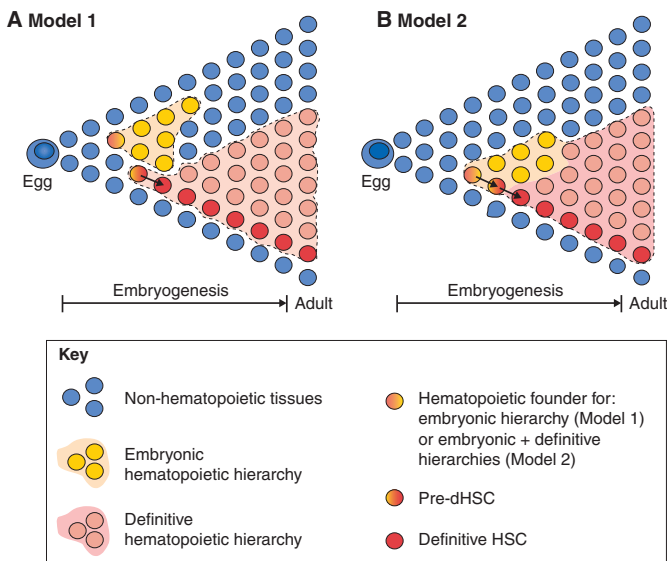 A Model 1
B Model 2
Egg
Egg
Embryogenesis
Adult
Embryogenesis
Adult
Key
Non-hematopoietic tissues
Embryonic
hematopoietic hierarchy
Definitive
hematopoietic hierarchy
Hematopoietic founder for:
embryonic hierarchy (Model 1)
or embryonic + definitive
hierarchies (Model 2)
Pre-dHSC
Definitive HSC